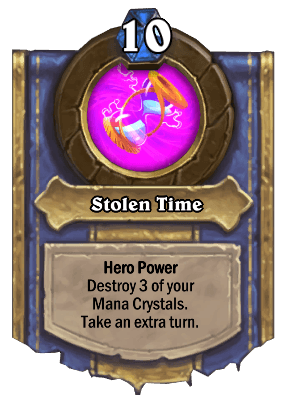 10
Stolen Time
Hero Power
Destroy 3 of your
Mana Crystals.
Take an extra turn.